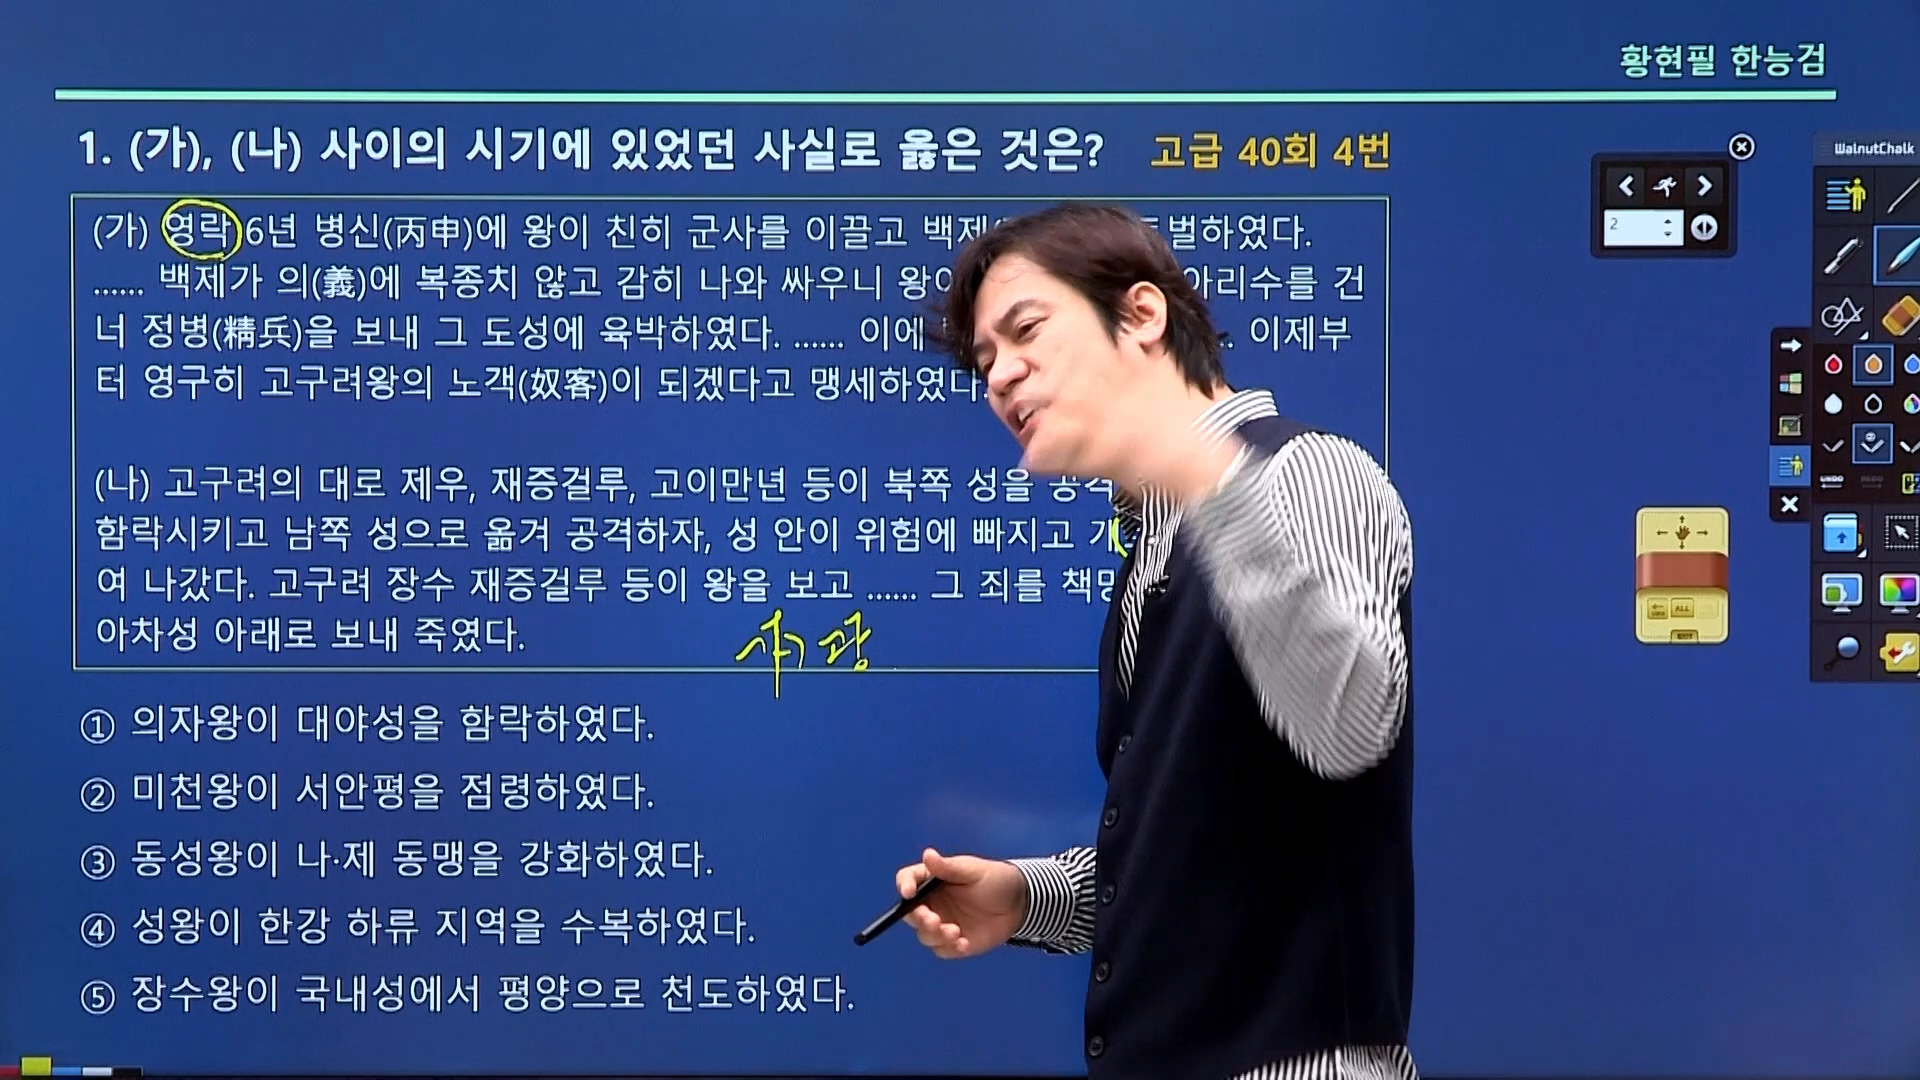 황현필 한능검
1. (가), (나) 사이의 시기에 있었던 사실로 옳은 것은? 고급 40회 4번
(가) 영락 6년 병신(丙申)에 왕이 친히 군사를 이끌고 백제 벌하였다.
...... 백제가 의(義)에 복종치 않고 감히 나와 싸우니 아리수를 건
너 정병(精兵)을 보내 그 도성에 육박하였다. ...... 이에 이제부
터 영구히 고구려왕의 노객(奴客)이 되겠다고 맹세하였다.
(나) 고구려의 대로 제우, 재증걸루, 고이만년 등이 북쪽 성을
함락시키고 남쪽 성으로 옮겨 공격하자, 성 안이 위험에 빠지고
여 나갔다. 고구려 장수 재증걸루 등이 왕을 보고 ...... 그 죄를
아차성 아래로 보내 죽였다.
① 의자왕이 대야성을 함락하였다.
② 미천왕이 서안평을 점령하였다.
③ 동성왕이 나·제 동맹을 강화하였다.
④ 성왕이 한강 하류 지역을 수복하였다.
⑤ 장수왕이 국내성에서 평양으로 천도하였다.
WalnutChalk
2
UNDO
REDO
ALL
EXIT